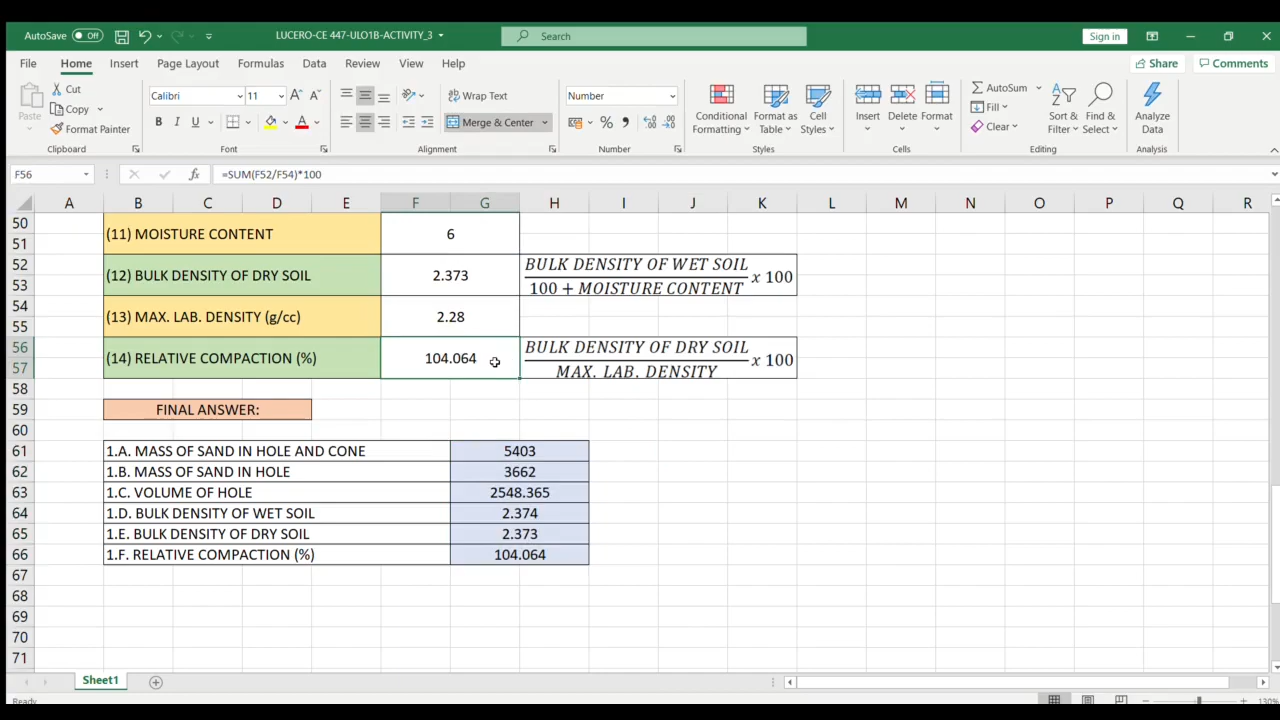 AutoSave Off LUCERO-CE 447-ULO1B-ACTIVITY_3 Search Sign in
File Home Insert Page Layout Formulas Data Review View Help Share Comments
Paste Cut Copy Format Painter Calibri 11 Wrap Text Merge & Center Number Conditional Formatting Format as Table Cell Styles Insert Delete Format AutoSum Fill Clear Sort & Filter Find & Select Analyze Data
Clipboard Font Alignment Number Styles Cells Editing Analysis
F56 fx =SUM(F52/F54)*100
A B C D E F G H I J K L M N O P Q R
50
(11) MOISTURE CONTENT 6
51
52 BULK DENSITY OF WET SOIL
(12) BULK DENSITY OF DRY SOIL 2.373 x 100
53 100 + MOISTURE CONTENT
54
(13) MAX. LAB. DENSITY (g/cc) 2.28
55
56 BULK DENSITY OF DRY SOIL
(14) RELATIVE COMPACTION (%) 104.064 x 100
57 MAX. LAB. DENSITY
58
59 FINAL ANSWER:
60
61 1.A. MASS OF SAND IN HOLE AND CONE 5403
62 1.B. MASS OF SAND IN HOLE 3662
63 1.C. VOLUME OF HOLE 2548.365
64 1.D. BULK DENSITY OF WET SOIL 2.374
65 1.E. BULK DENSITY OF DRY SOIL 2.373
66 1.F. RELATIVE COMPACTION (%) 104.064
67
68
69
70
71
Sheet1
Ready 130%